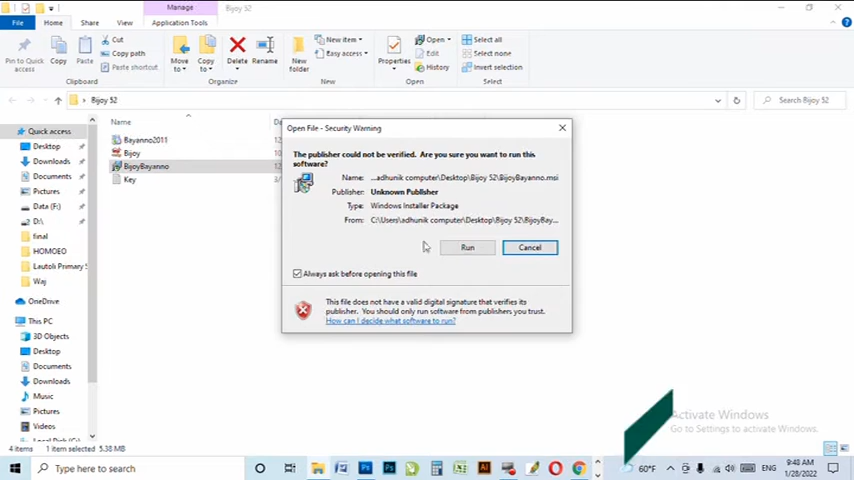 Manage
Bijoy 52
File
Home
Share
View
Application Tools
Pin to Quick access
Copy
Paste
Cut
Copy path
Paste shortcut
Move to
Copy to
Delete
Rename
Organize
New folder
New item
Easy access
New
Properties
Open
Edit
History
Open
Select all
Select none
Invert selection
Select
Bijoy 52
Search Bijoy 52
Quick access
Desktop
Downloads
Documents
Pictures
Data (F:)
D:\
final
HOMOEO
Lautoli Primary S
Waj
OneDrive
This PC
3D Objects
Desktop
Documents
Downloads
Music
Pictures
Videos
Name
Bayanno2011
Bijoy
BijoyBayanno
Key
Open File - Security Warning
The publisher could not be verified. Are you sure you want to run this
software?
Name: ...adhunik computer\Desktop\Bijoy 52\BijoyBayanno.msi
Publisher: Unknown Publisher
Type: Windows Installer Package
From: C:\Users\adhunik computer\Desktop\Bijoy 52\BijoyBay...
Run
Cancel
Always ask before opening this file
This file does not have a valid digital signature that verifies its
publisher. You should only run software from publishers you trust.
How can I decide what software to run?
Activate Windows
Go to Settings to activate Windows.
4 items
1 item selected 5.38 MB
Type here to search
60°F
ENG
9:48 AM
1/28/2022